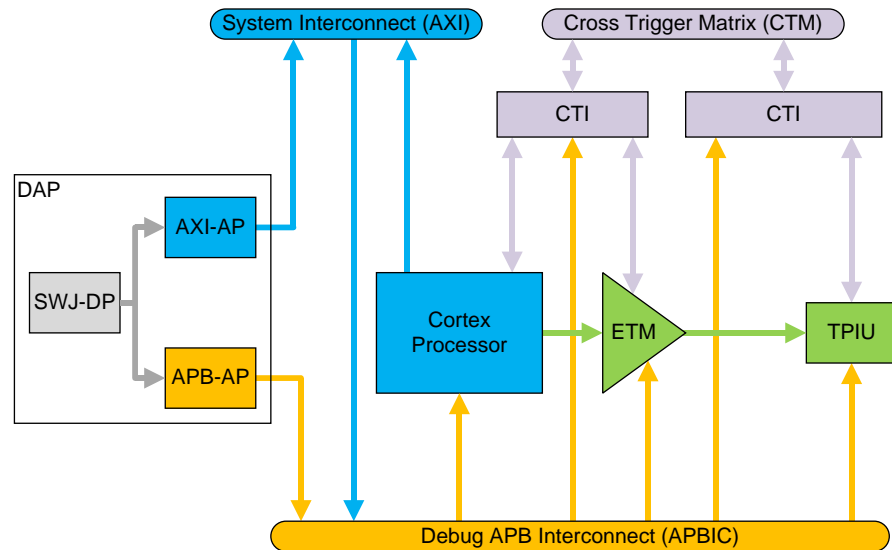 System Interconnect (AXI)
Cross Trigger Matrix (CTM)
CTI
CTI
DAP
AXI-AP
SWJ-DP
APB-AP
Cortex
Processor
ETM
TPIU
Debug APB Interconnect (APBIC)